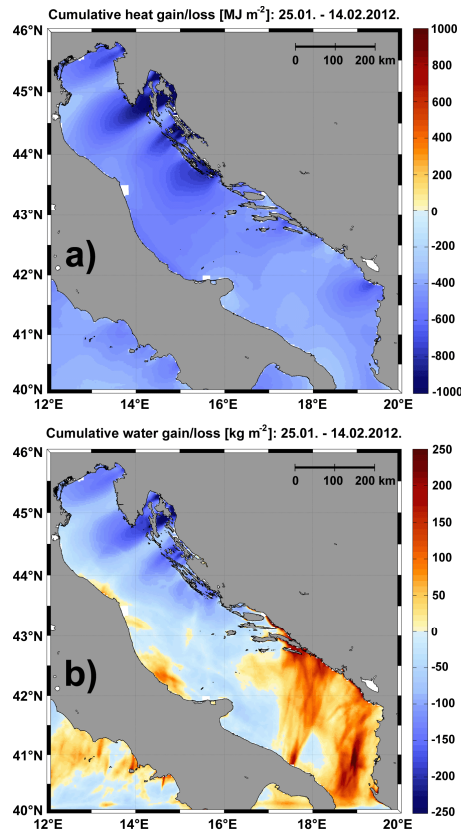 Cumulative heat gain/loss [MJ m-2]: 25.01. - 14.02.2012.
46°N
45°N
44°N
43°N
42°N
41°N
40°N
0 100 200 km
a)
12°E 14°E 16°E 18°E 20°E
1000
800
600
400
200
0
-200
-400
-600
-800
-1000
Cumulative water gain/loss [kg m-2]: 25.01. - 14.02.2012.
46°N
45°N
44°N
43°N
42°N
41°N
40°N
0 100 200 km
b)
12°E 14°E 16°E 18°E 20°E
250
200
150
100
50
0
-50
-100
-150
-200
-250